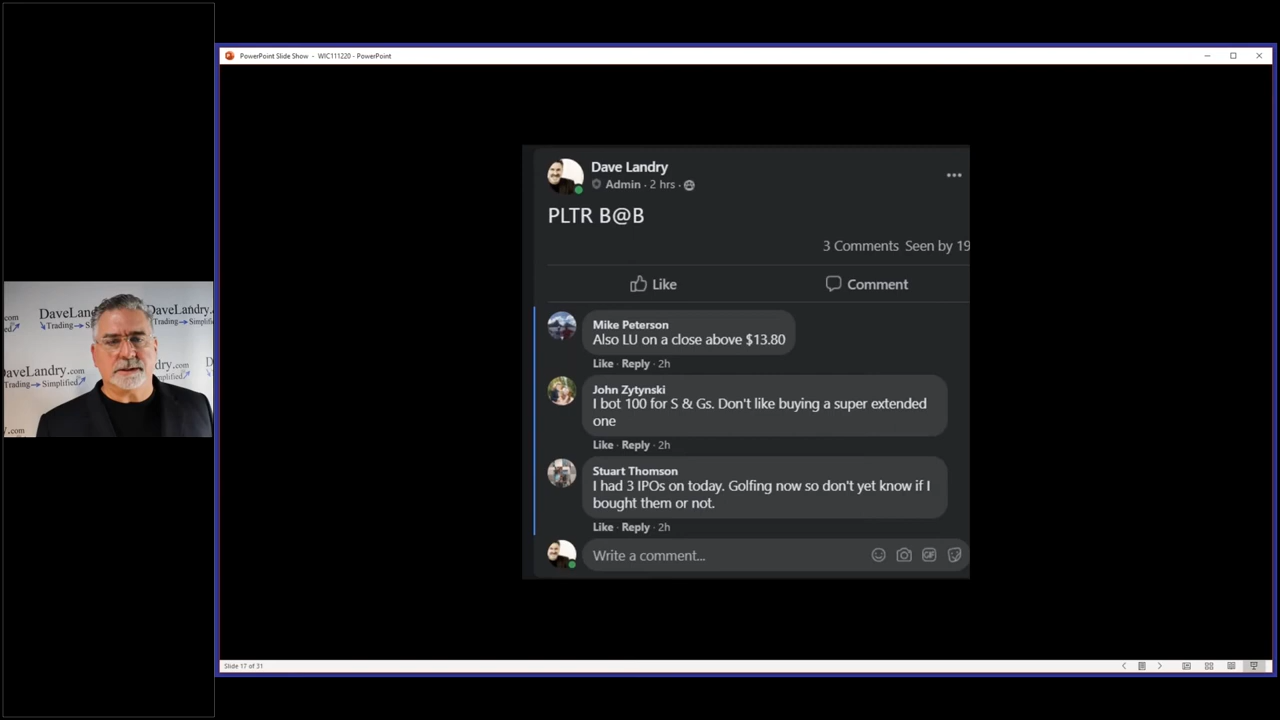 PowerPoint Slide Show - WIC111220 - PowerPoint
Dave Landry
Admin · 2 hrs ·
PLTR B@B
3 Comments Seen by 19
Like
Comment
Mike Peterson
Also LU on a close above $13.80
Like · Reply · 2h
John Zytynski
I bot 100 for S & Gs. Don't like buying a super extended
one
Like · Reply · 2h
Stuart Thomson
I had 3 IPOs on today. Golfing now so don't yet know if I
bought them or not.
Like · Reply · 2h
Write a comment...
GIF
DaveLandry.
DaveLandry.
Trading
Simplified
Slide 17 of 31